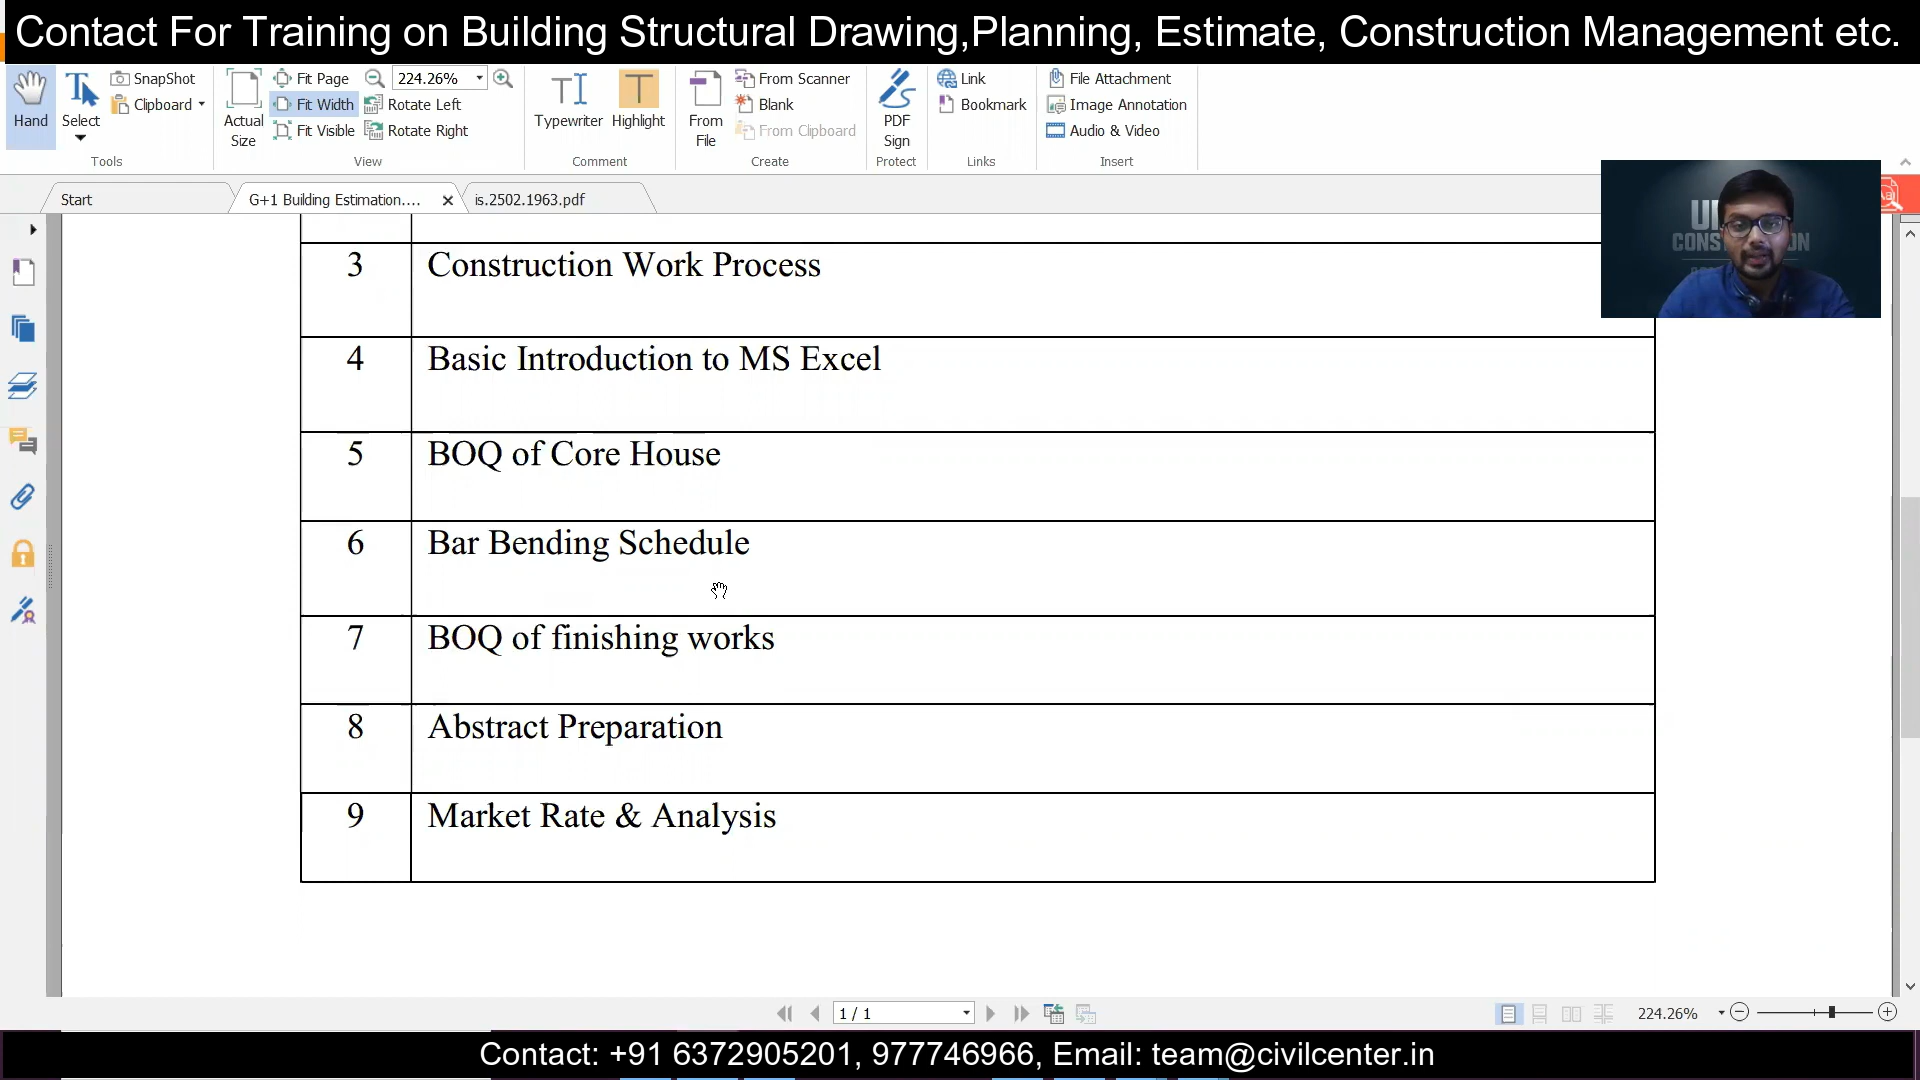 Contact For Training on Building Structural Drawing,Planning, Estimate, Construction Management etc.
Hand
Select
SnapShot
Clipboard
Tools
Actual Size
Fit Page
Fit Width
Fit Visible
224.26%
Rotate Left
Rotate Right
View
Typewriter
Highlight
Comment
From File
From Scanner
Blank
From Clipboard
Create
PDF Sign
Protect
Link
Bookmark
Links
File Attachment
Image Annotation
Audio & Video
Insert
Start
G+1 Building Estimation....
is.2502.1963.pdf
3 Construction Work Process
4 Basic Introduction to MS Excel
5 BOQ of Core House
6 Bar Bending Schedule
7 BOQ of finishing works
8 Abstract Preparation
9 Market Rate & Analysis
1 / 1
224.26%
Contact: +91 6372905201, 977746966, Email: team@civilcenter.in